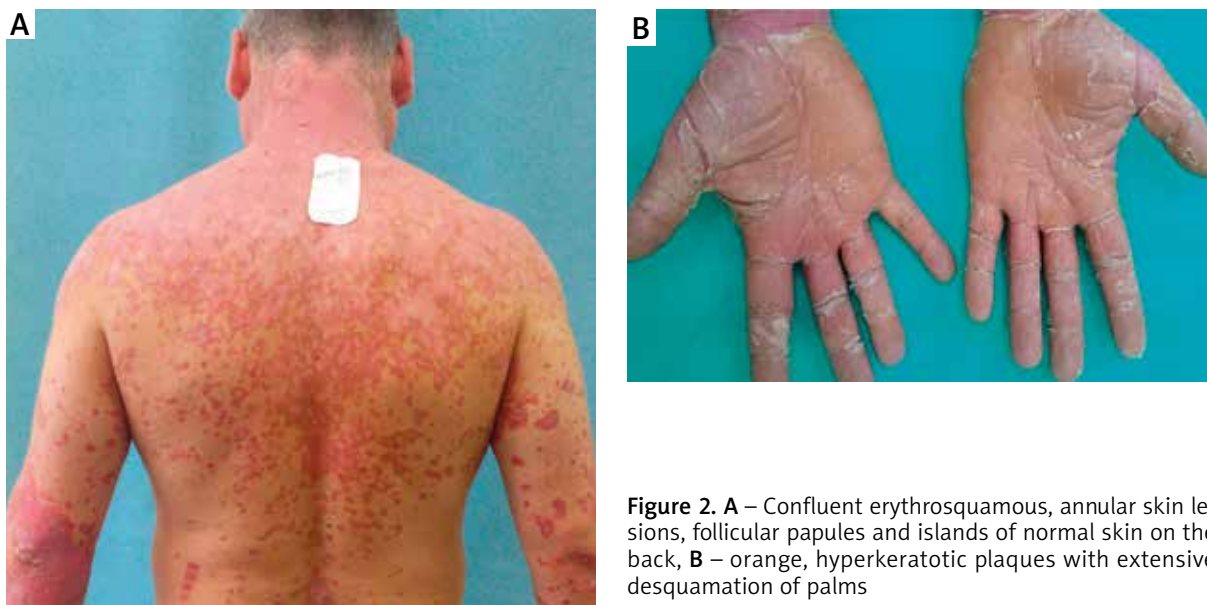 A
B
Figure 2. A – Confluent erythrosquamous, annular skin le-
sions, follicular papules and islands of normal skin on the
back, B – orange, hyperkeratotic plaques with extensive
desquamation of palms